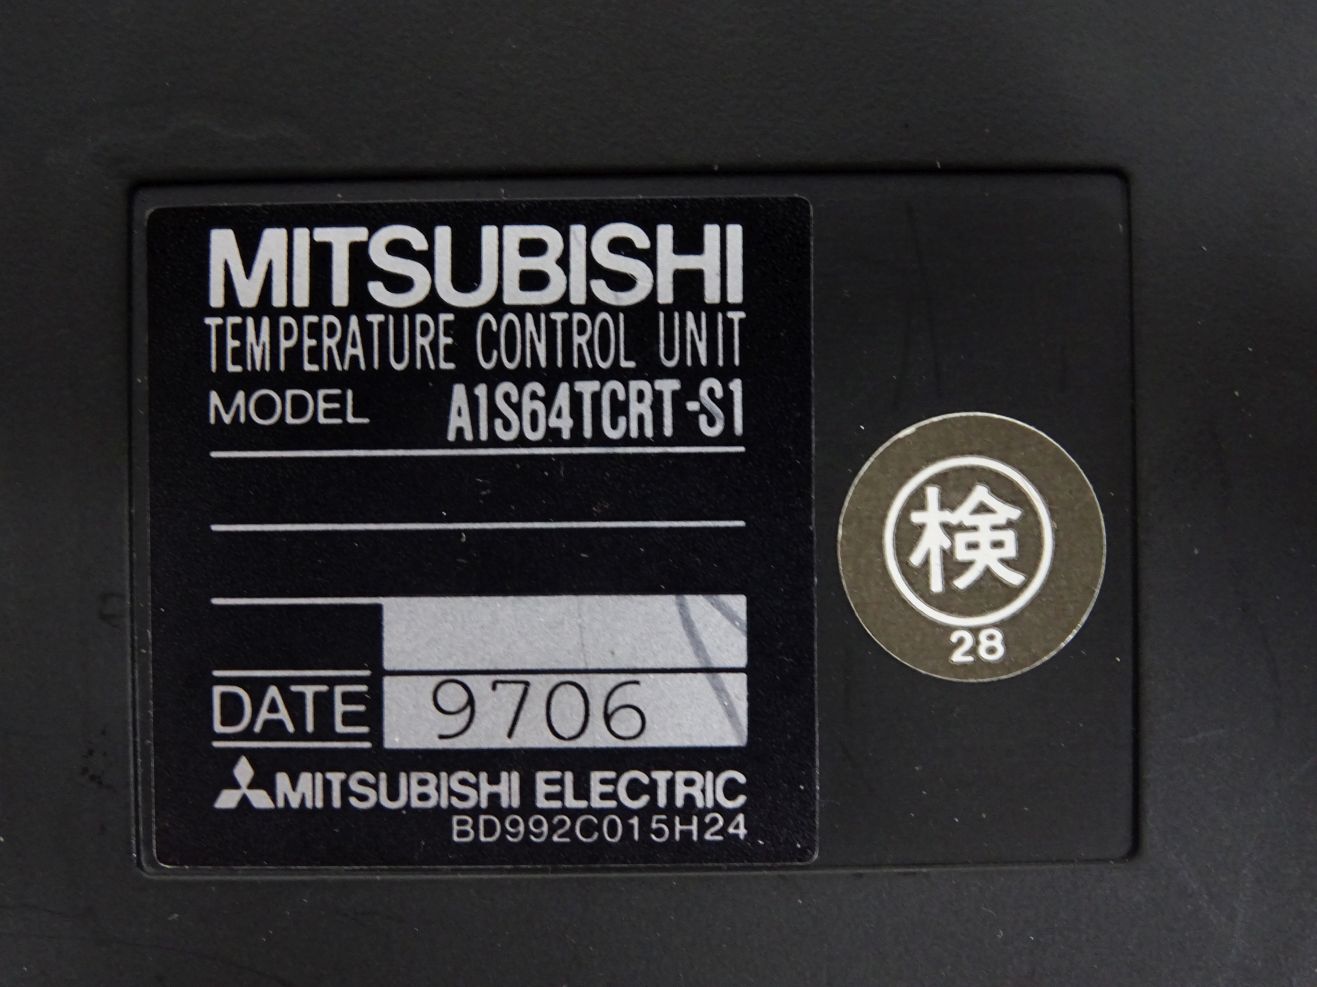 MITSUBISHI
TEMPERATURE CONTROL UNIT
MODEL A1S64TCRT-S1
DATE 9706
MITSUBISHI ELECTRIC
BD992C015H24
検
28